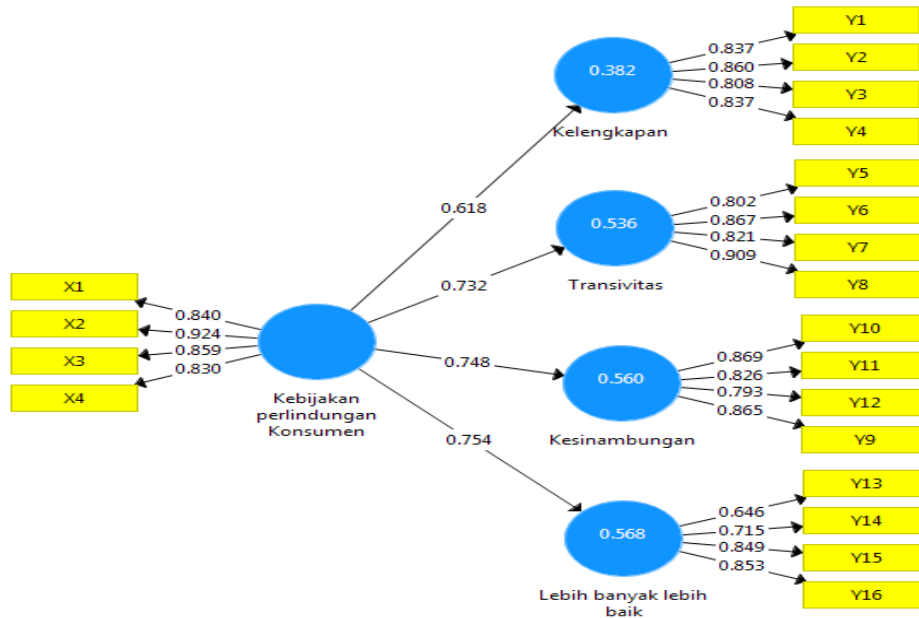 X1
X2
X3
X4
0.840
0.924
0.859
0.830
Kebijakan
perlindungan
Konsumen
0.618
0.732
0.748
0.754
0.382
Kelengkapan
0.837
0.860
0.808
0.837
Y1
Y2
Y3
Y4
0.536
Transivitas
0.802
0.867
0.821
0.909
Y5
Y6
Y7
Y8
0.560
Kesinambungan
0.869
0.826
0.793
0.865
Y10
Y11
Y12
Y9
0.568
Lebih banyak lebih
baik
0.646
0.715
0.849
0.853
Y13
Y14
Y15
Y16